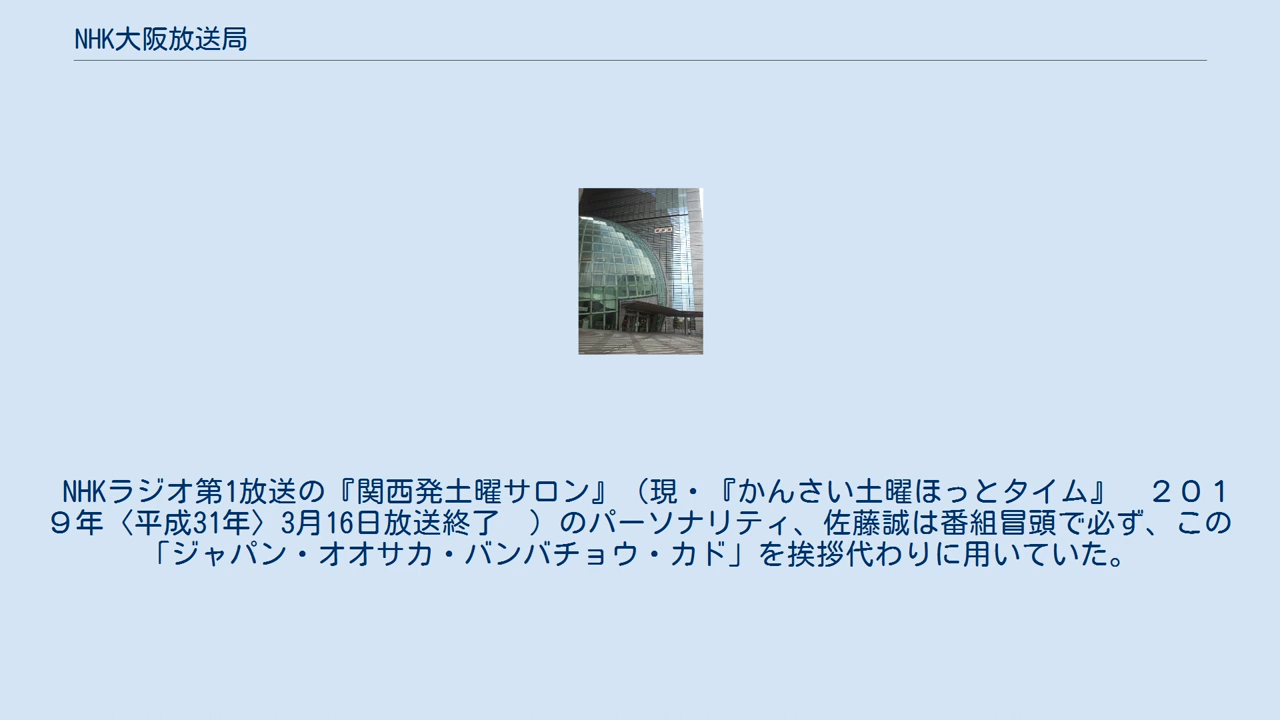 NHK大阪放送局
NHKラジオ第1放送の『関西発土曜サロン』（現・『かんさい土曜ほっとタイム』　２０１
９年〈平成31年〉3月16日放送終了　）のパーソナリティ、佐藤誠は番組冒頭で必ず、この
「ジャパン・オオサカ・バンバチョウ・カド」を挨拶代わりに用いていた。